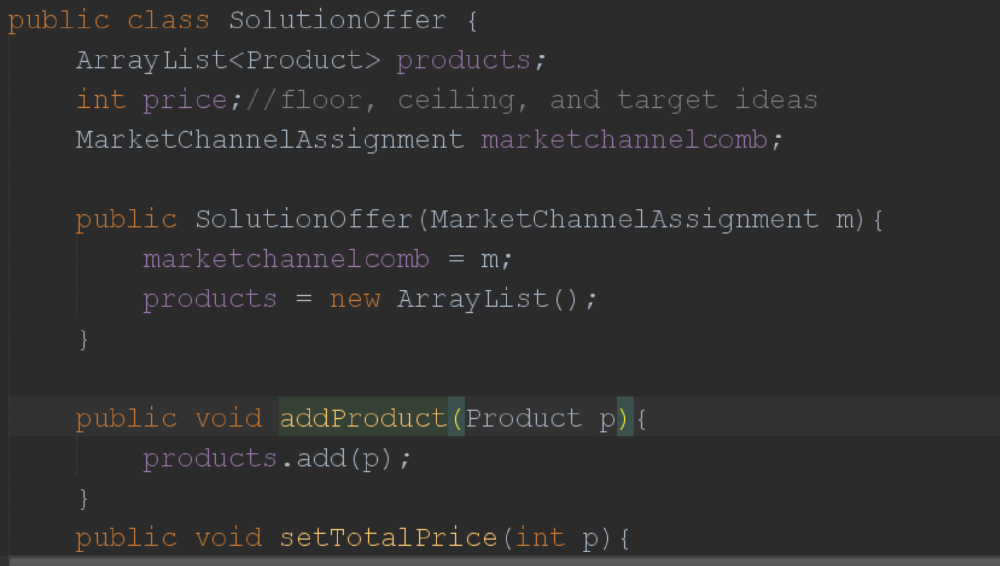 public class SolutionOffer {
    ArrayList<Product> products;
    int price;//floor, ceiling, and target ideas
    MarketChannelAssignment marketchannelcomb;

    public SolutionOffer(MarketChannelAssignment m){
        marketchannelcomb = m;
        products = new ArrayList();
    }

    public void addProduct(Product p){
        products.add(p);
    }
    public void setTotalPrice(int p){